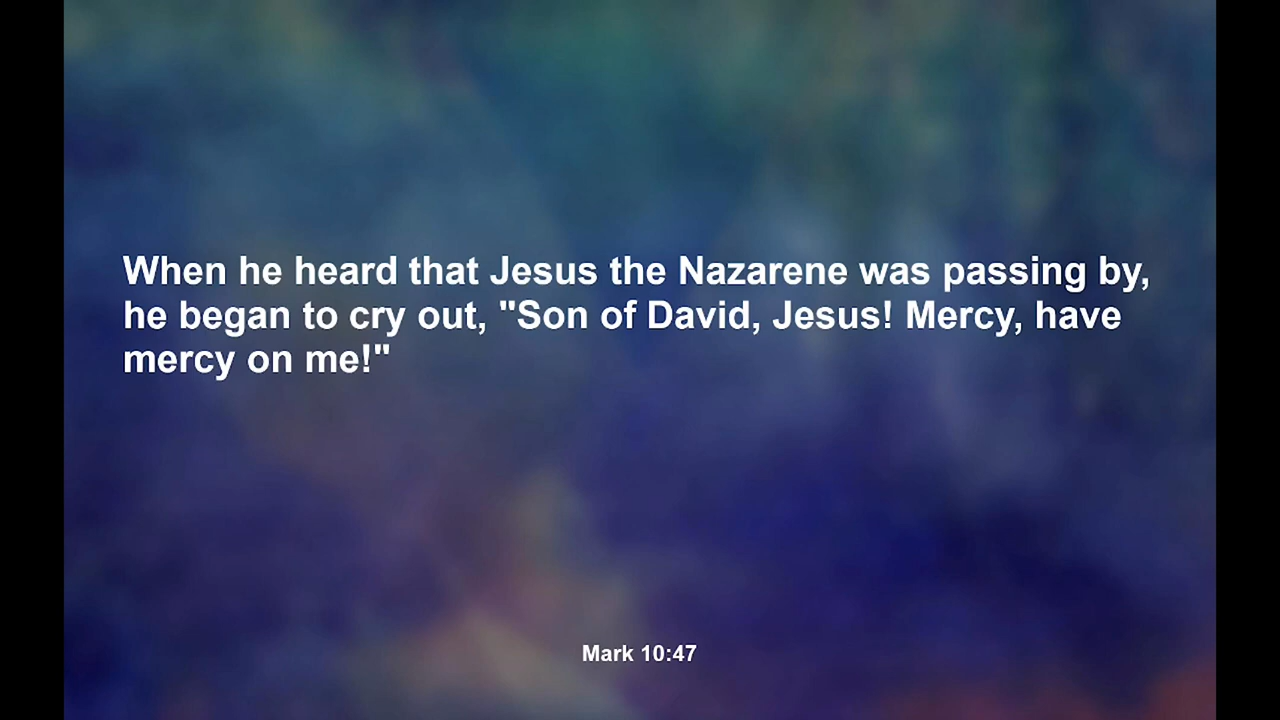 When he heard that Jesus the Nazarene was passing by,
he began to cry out, "Son of David, Jesus! Mercy, have
mercy on me!"
Mark 10:47